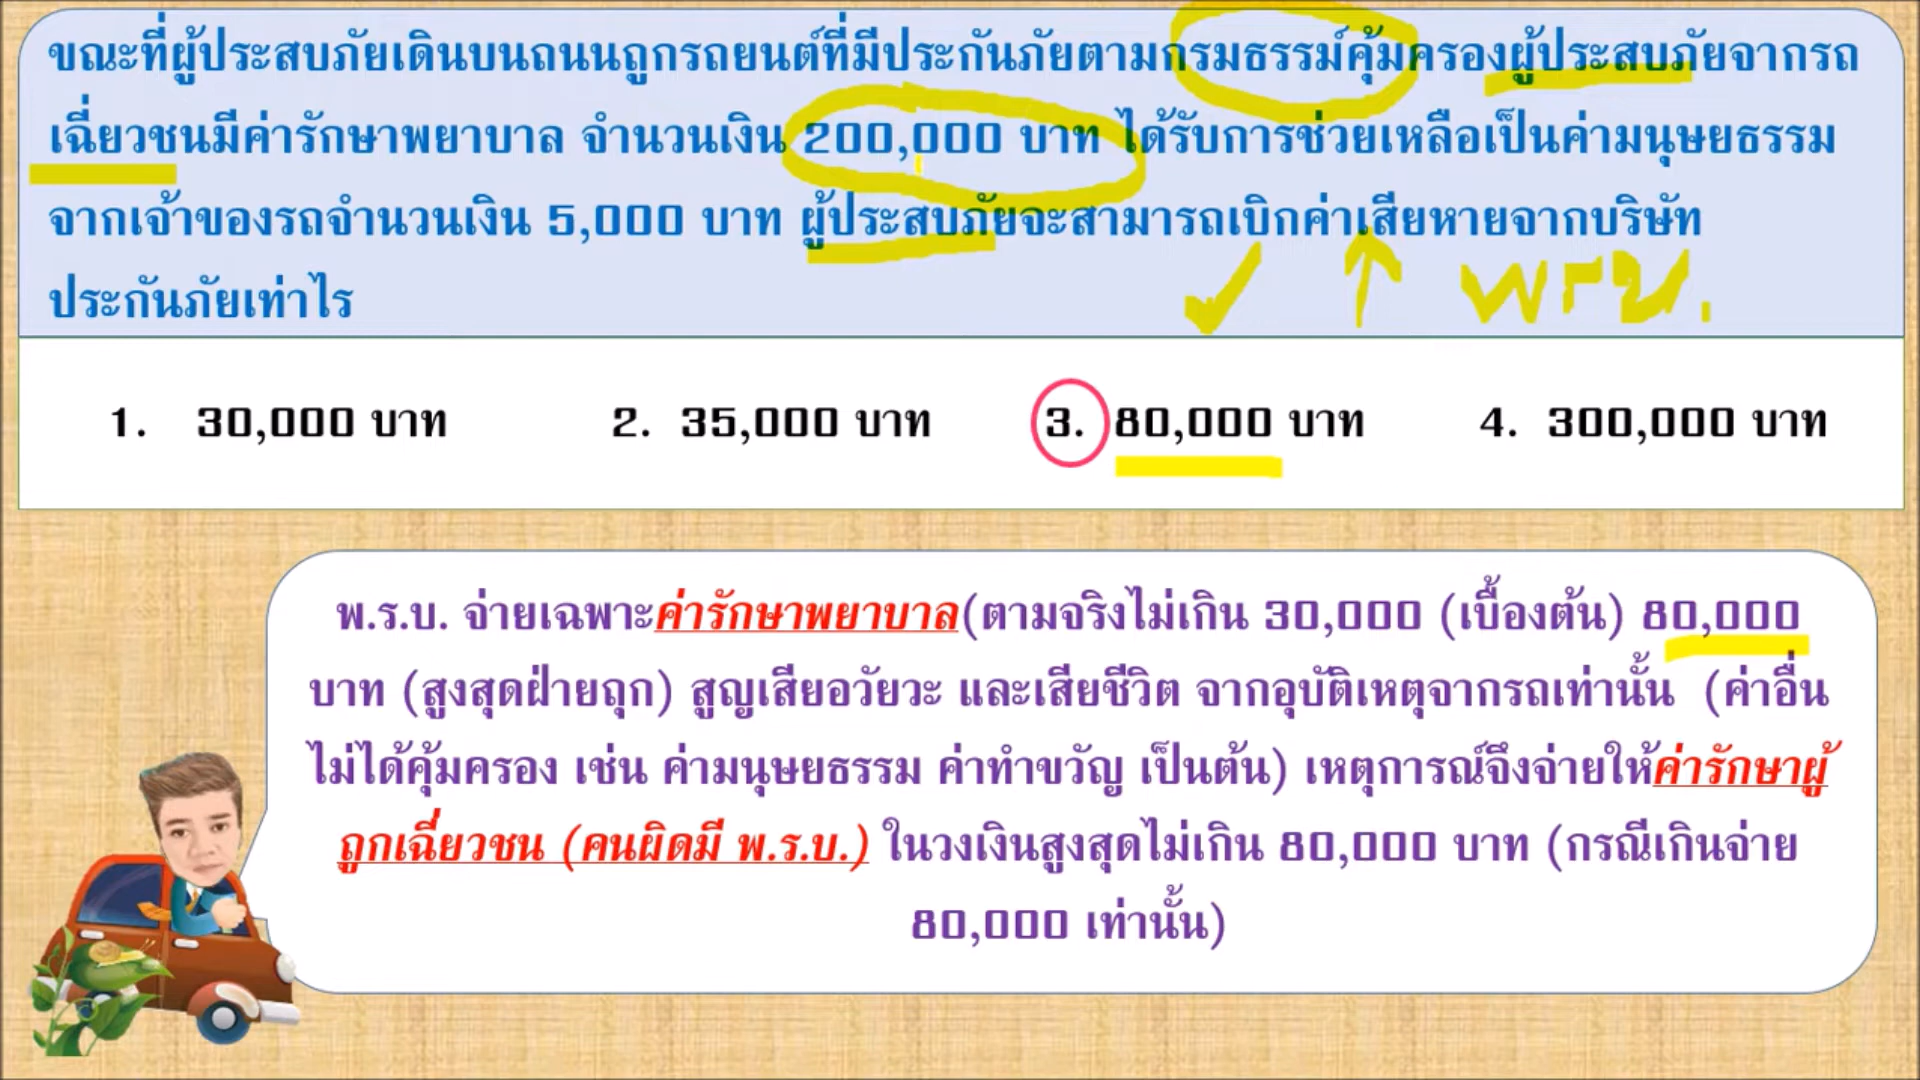 ขณะที่ผู้ประสบภัยเดินบนถนนถูกรถยนต์ที่มีประกันภัยตามกรมธรรม์คุ้มครองผู้ประสบภัยจากรถ
เฉี่ยวชนมีค่ารักษาพยาบาล จำนวนเงิน 200,000 บาท ได้รับการช่วยเหลือเป็นค่ามนุษยธรรม
จากเจ้าของรถจำนวนเงิน 5,000 บาท ผู้ประสบภัยจะสามารถเบิกค่าเสียหายจากบริษัท
ประกันภัยเท่าไร
พรบ.
1. 30,000 บาท 2. 35,000 บาท 3. 80,000 บาท 4. 300,000 บาท
พ.ร.บ. จ่ายเฉพาะค่ารักษาพยาบาล(ตามจริงไม่เกิน 30,000 (เบื้องต้น) 80,000
บาท (สูงสุดฝ่ายถุก) สูญเสียอวัยวะ และเสียชีวิต จากอุบัติเหตุจากรถเท่านั้น (ค่าอื่น
ไม่ได้คุ้มครอง เช่น ค่ามนุษยธรรม ค่าทำขวัญ เป็นต้น) เหตุการณ์จึงจ่ายให้ค่ารักษาผู้
ถูกเฉี่ยวชน (คนผิดมี พ.ร.บ.) ในวงเงินสูงสุดไม่เกิน 80,000 บาท (กรณีเกินจ่าย
80,000 เท่านั้น)